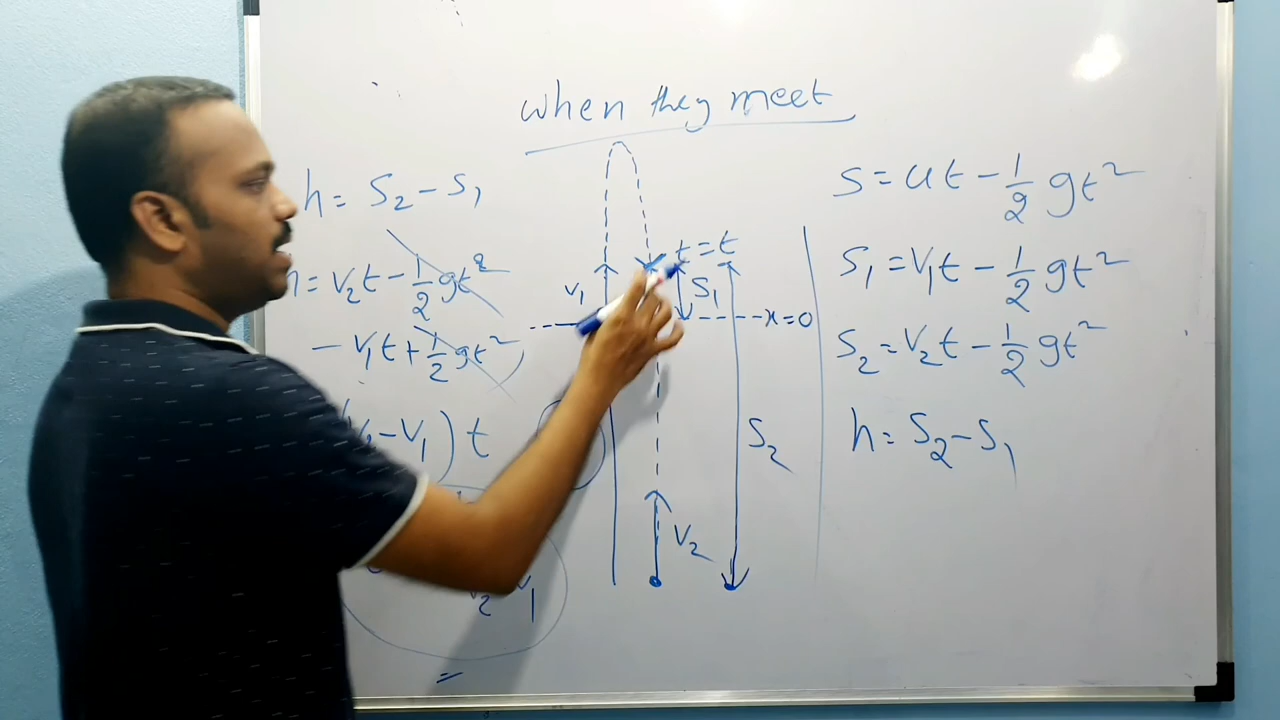 when they meet
h = S₂ - S₁
h = V₂t - 1/2 gt²
- V₁t + 1/2 gt²
- V₁) t
V₂ V₁
V₁
t = t
S₁
x=0
S₂
V₂
S = ut - 1/2 gt²
S₁ = V₁t - 1/2 gt²
S₂ = V₂t - 1/2 gt²
h = S₂ - S₁